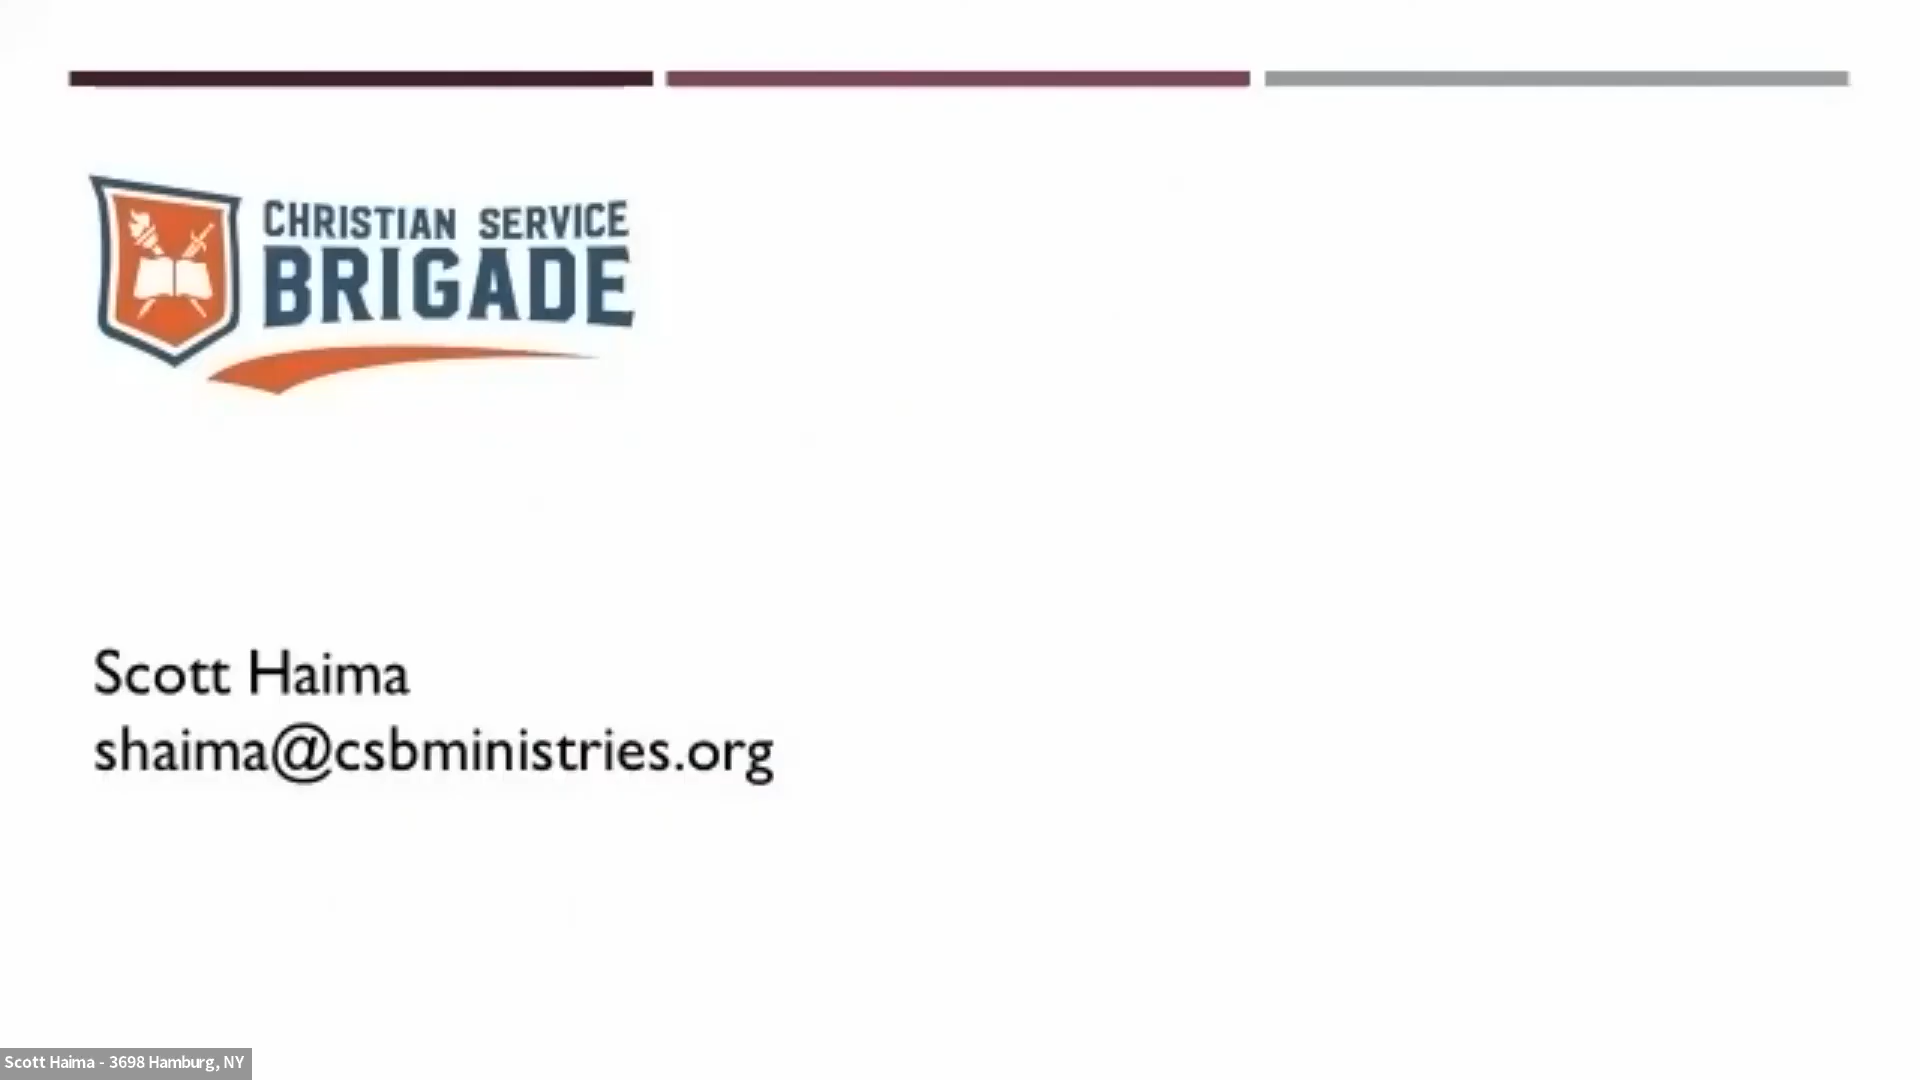 CHRISTIAN SERVICE
BRIGADE
Scott Haima
shaima@csbministries.org
Scott Haima - 3698 Hamburg, NY